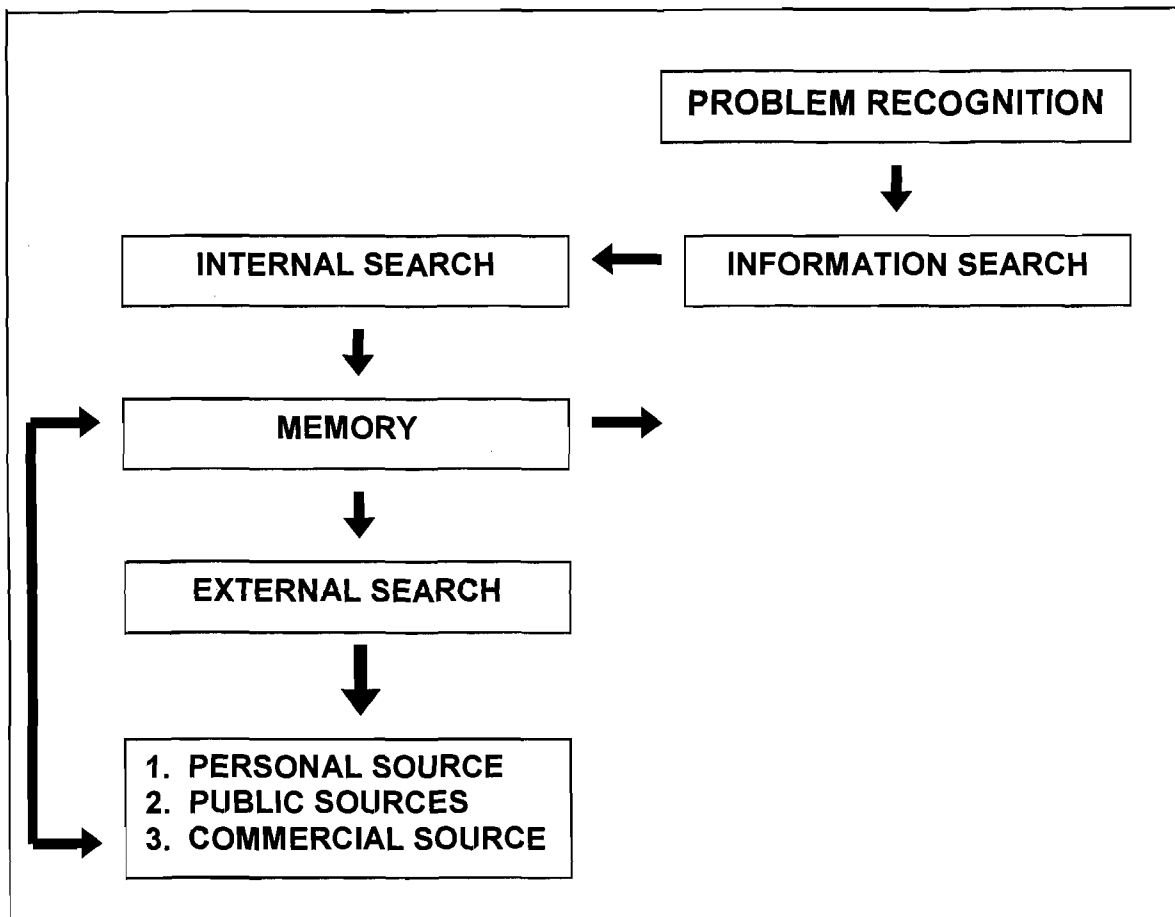 PROBLEM RECOGNITION
INFORMATION SEARCH
INTERNAL SEARCH
MEMORY
EXTERNAL SEARCH
1. PERSONAL SOURCE
2. PUBLIC SOURCES
3. COMMERCIAL SOURCE